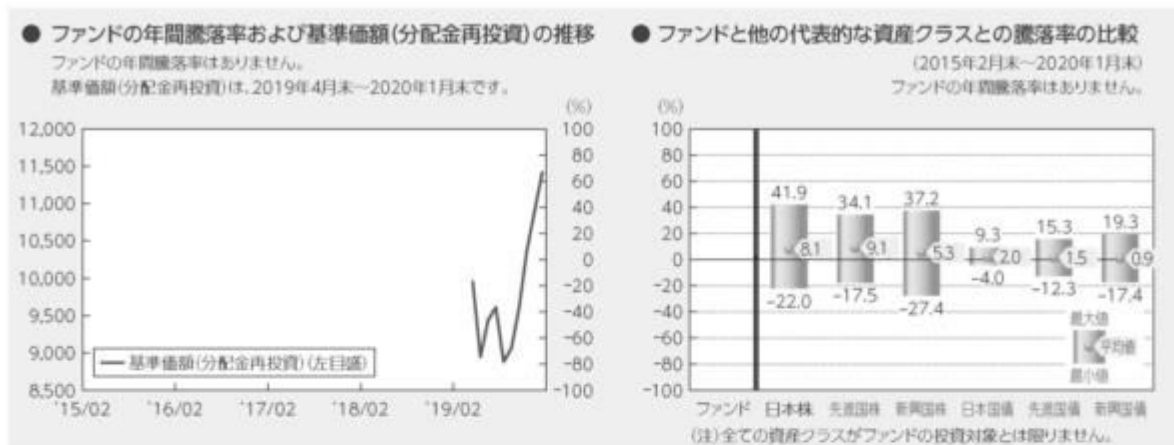 ● ファンドの年間騰落率および基準価額(分配金再投資)の推移
ファンドの年間騰落率はありません。
基準価額(分配金再投資)は、2019年4月末～2020年1月末です。
(%)
12,000
11,500
11,000
10,500
10,000
9,500
9,000
8,500
100
80
60
40
20
0
-20
-40
-60
-80
-100
基準価額(分配金再投資)(左目盛)
'15/02 '16/02 '17/02 '18/02 '19/02
● ファンドと他の代表的な資産クラスとの騰落率の比較
(2015年2月末～2020年1月末)
ファンドの年間騰落率はありません。
(%)
100
80
60
40
20
0
-20
-40
-60
-80
-100
41.9 34.1 37.2 9.3 15.3 19.3
8.1 9.1 5.3 2.0 1.5 0.9
-22.0 -17.5 -27.4 -4.0 -12.3 -17.4
最大値
平均値
最小値
ファンド 日本株 先進国株 新興国株 日本国債 先進国債 新興国債
(注)全ての資産クラスがファンドの投資対象とは限りません。